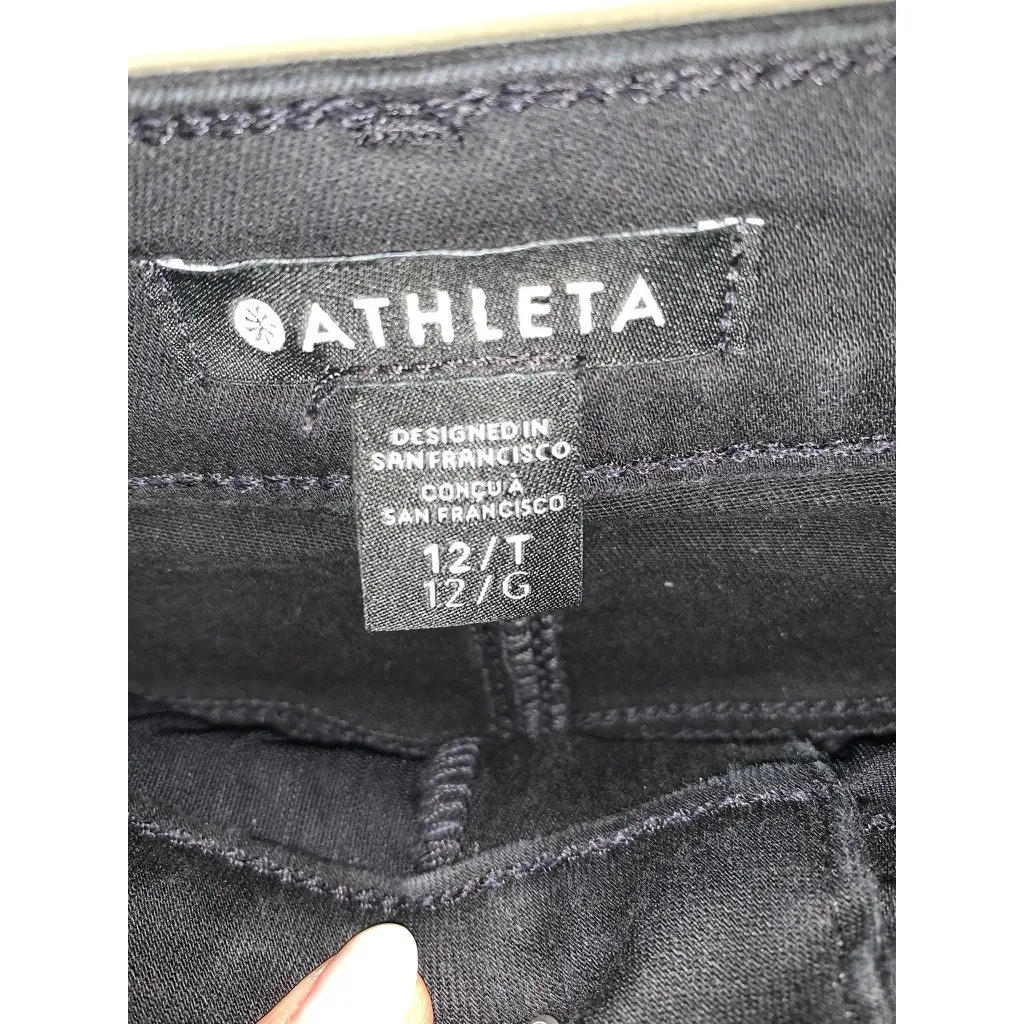 ATHLETA
DESIGNED IN
SAN FRANCISCO
CONÇU À
SAN FRANCISCO
12/T
12/G